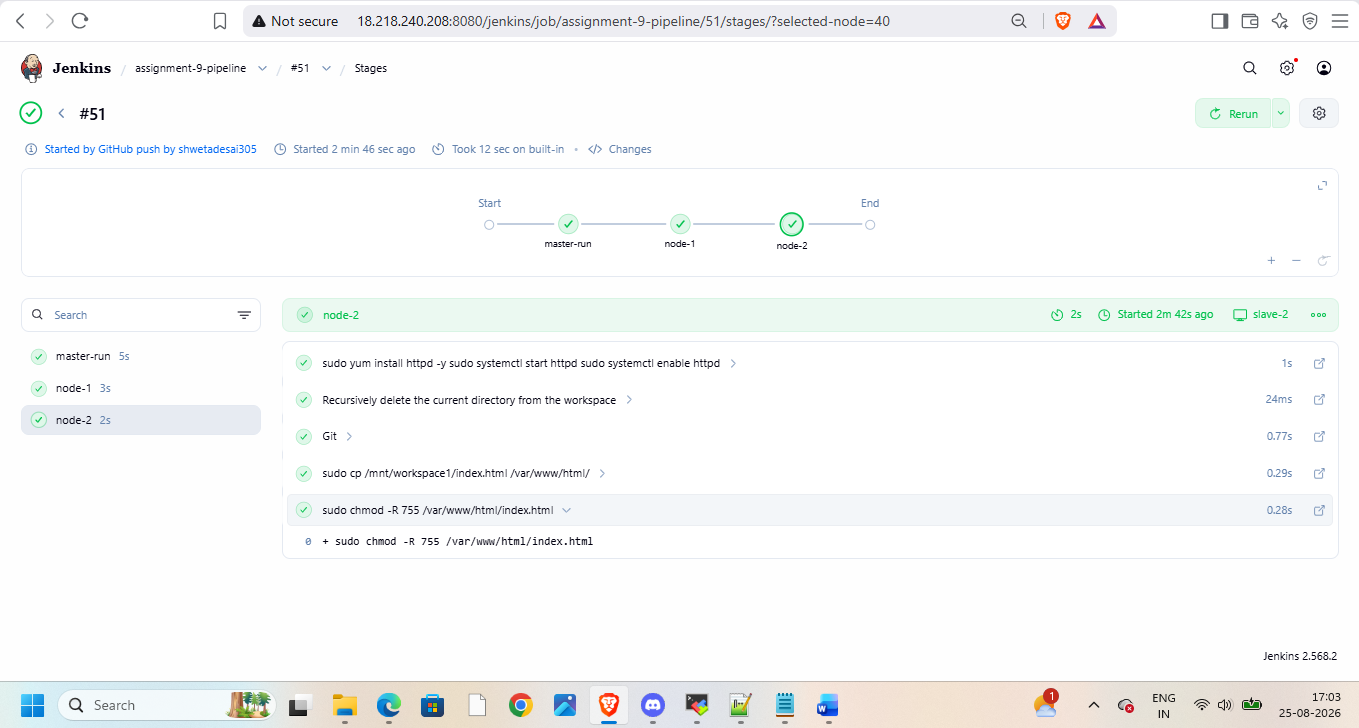 Not secure 18.218.240.208:8080/jenkins/job/assignment-9-pipeline/51/stages/?selected-node=40
Jenkins / assignment-9-pipeline / #51 / Stages
#51
Rerun
Started by GitHub push by shwetadesai305 Started 2 min 46 sec ago Took 12 sec on built-in • </> Changes
Start End
master-run node-1 node-2
+ −
Search
node-2 2s Started 2m 42s ago slave-2
master-run 5s
node-1 3s
node-2 2s
sudo yum install httpd -y sudo systemctl start httpd sudo systemctl enable httpd 1s
Recursively delete the current directory from the workspace 24ms
Git 0.77s
sudo cp /mnt/workspace1/index.html /var/www/html/ 0.29s
sudo chmod -R 755 /var/www/html/index.html 0.28s
0 + sudo chmod -R 755 /var/www/html/index.html
Jenkins 2.568.2
Search
1
ENG
IN
17:03
25-08-2026